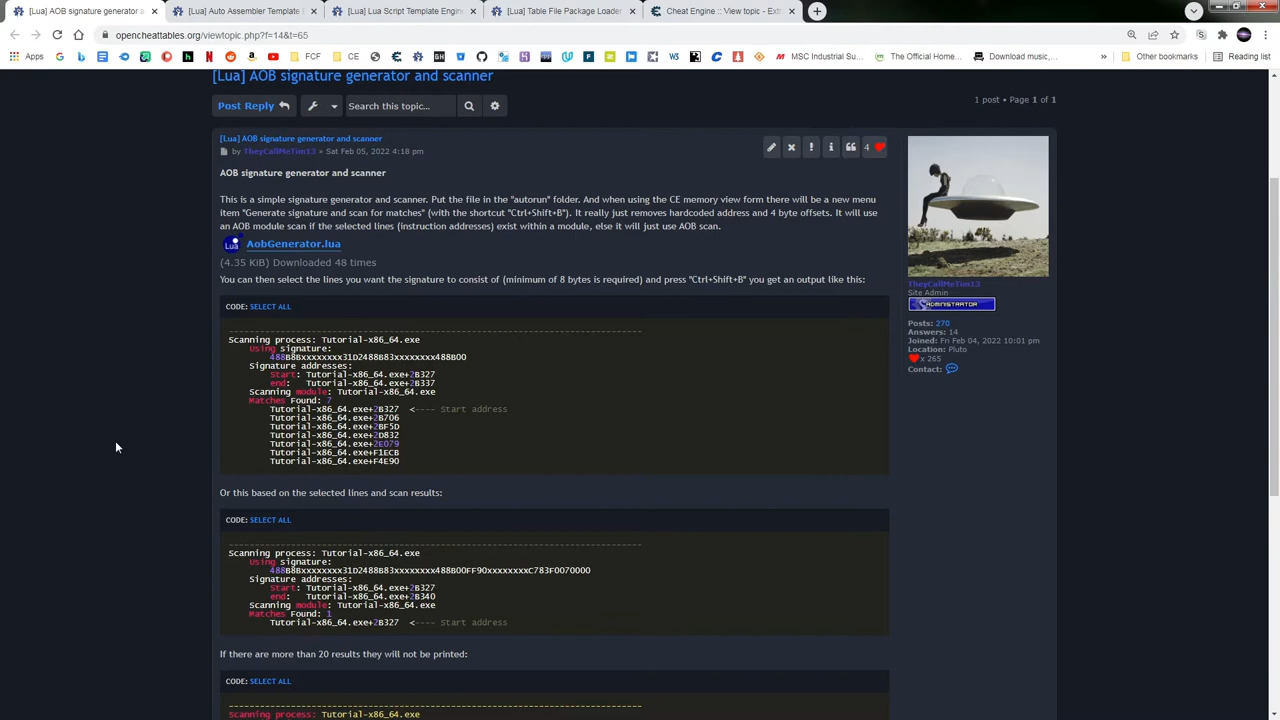 [Lua] AOB signature generator a
[Lua] Auto Assembler Template E
[Lua] Lua Script Template Engin
[Lua] Table File Package Loader
Cheat Engine :: View topic - Extr
opencheattables.org/viewtopic.php?f=14&t=65
Apps
FCF
CE
MSC Industrial Su...
The Official Home...
Download music,...
»
Other bookmarks
Reading list
[Lua] AOB signature generator and scanner
Post Reply
Search this topic...
1 post • Page 1 of 1
[Lua] AOB signature generator and scanner
by TheyCallMeTim13 » Sat Feb 05, 2022 4:18 pm
4
AOB signature generator and scanner
This is a simple signature generator and scanner. Put the file in the "autorun" folder. And when using the CE memory view form there will be a new menu
item "Generate signature and scan for matches" (with the shortcut "Ctrl+Shift+B"). It really just removes hardcoded address and 4 byte offsets. It will use
an AOB module scan if the selected lines (instruction addresses) exist within a module, else it will just use AOB scan.
AobGenerator.lua
(4.35 KiB) Downloaded 48 times
You can then select the lines you want the signature to consist of (minimum of 8 bytes is required) and press "Ctrl+Shift+B" you get an output like this:
CODE: SELECT ALL
Scanning process: Tutorial-x86_64.exe
Using signature:
488B8Bxxxxxxxx31D2488B83xxxxxxxx488B00
Signature addresses:
Start: Tutorial-x86_64.exe+2B327
end: Tutorial-x86_64.exe+2B337
Scanning module: Tutorial-x86_64.exe
Matches Found: 7
Tutorial-x86_64.exe+2B327 <---- Start address
Tutorial-x86_64.exe+2B706
Tutorial-x86_64.exe+2BF5D
Tutorial-x86_64.exe+2D832
Tutorial-x86_64.exe+2E079
Tutorial-x86_64.exe+F1ECB
Tutorial-x86_64.exe+F4E90
Or this based on the selected lines and scan results:
CODE: SELECT ALL
Scanning process: Tutorial-x86_64.exe
Using signature:
488B8Bxxxxxxxx31D2488B83xxxxxxxx488B00FF90xxxxxxxxC783F0070000
Signature addresses:
Start: Tutorial-x86_64.exe+2B327
end: Tutorial-x86_64.exe+2B340
Scanning module: Tutorial-x86_64.exe
Matches Found: 1
Tutorial-x86_64.exe+2B327 <---- Start address
If there are more than 20 results they will not be printed:
CODE: SELECT ALL
Scanning process: Tutorial-x86_64.exe
TheyCallMeTim13
Site Admin
ADMINISTRATOR
Posts: 270
Answers: 14
Joined: Fri Feb 04, 2022 10:01 pm
Location: Pluto
x 265
Contact: